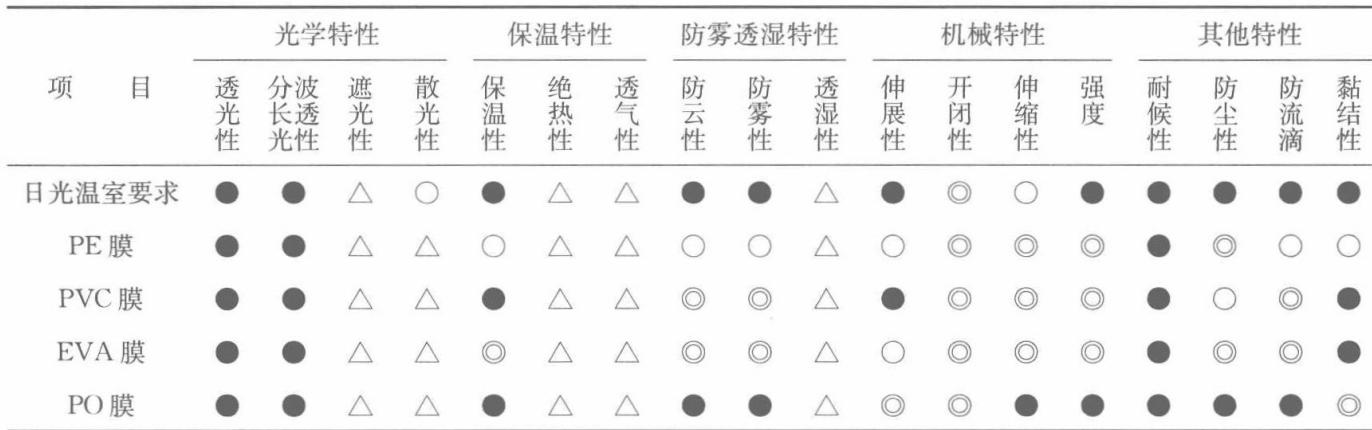 光学特性 保温特性 防雾透湿特性 机械特性 其他特性
项 目 透光性 分波长透光光性 遮光性 散光性 保温性 绝热性 透气性 防云性 防雾性 透湿性 伸展性 开闭性 伸缩性 强度 耐候性 防尘性 防流滴 黏结性
日光温室要求 ● ● △ ○ ● △ △ ● ● △ ● ◎ ○ ● ● ● ● ●
PE 膜 ● ● △ △ ○ △ △ ○ ○ △ ○ ◎ ◎ ◎ ● ◎ ○ ○
PVC 膜 ● ● △ △ ● △ △ ◎ ◎ △ ● ◎ ◎ ◎ ● ○ ◎ ●
EVA 膜 ● ● △ △ ◎ △ △ ◎ ◎ △ ○ ◎ ◎ ◎ ● ◎ ◎ ●
PO 膜 ● ● △ △ ● △ △ ● ● △ ◎ ◎ ● ● ● ● ● ◎